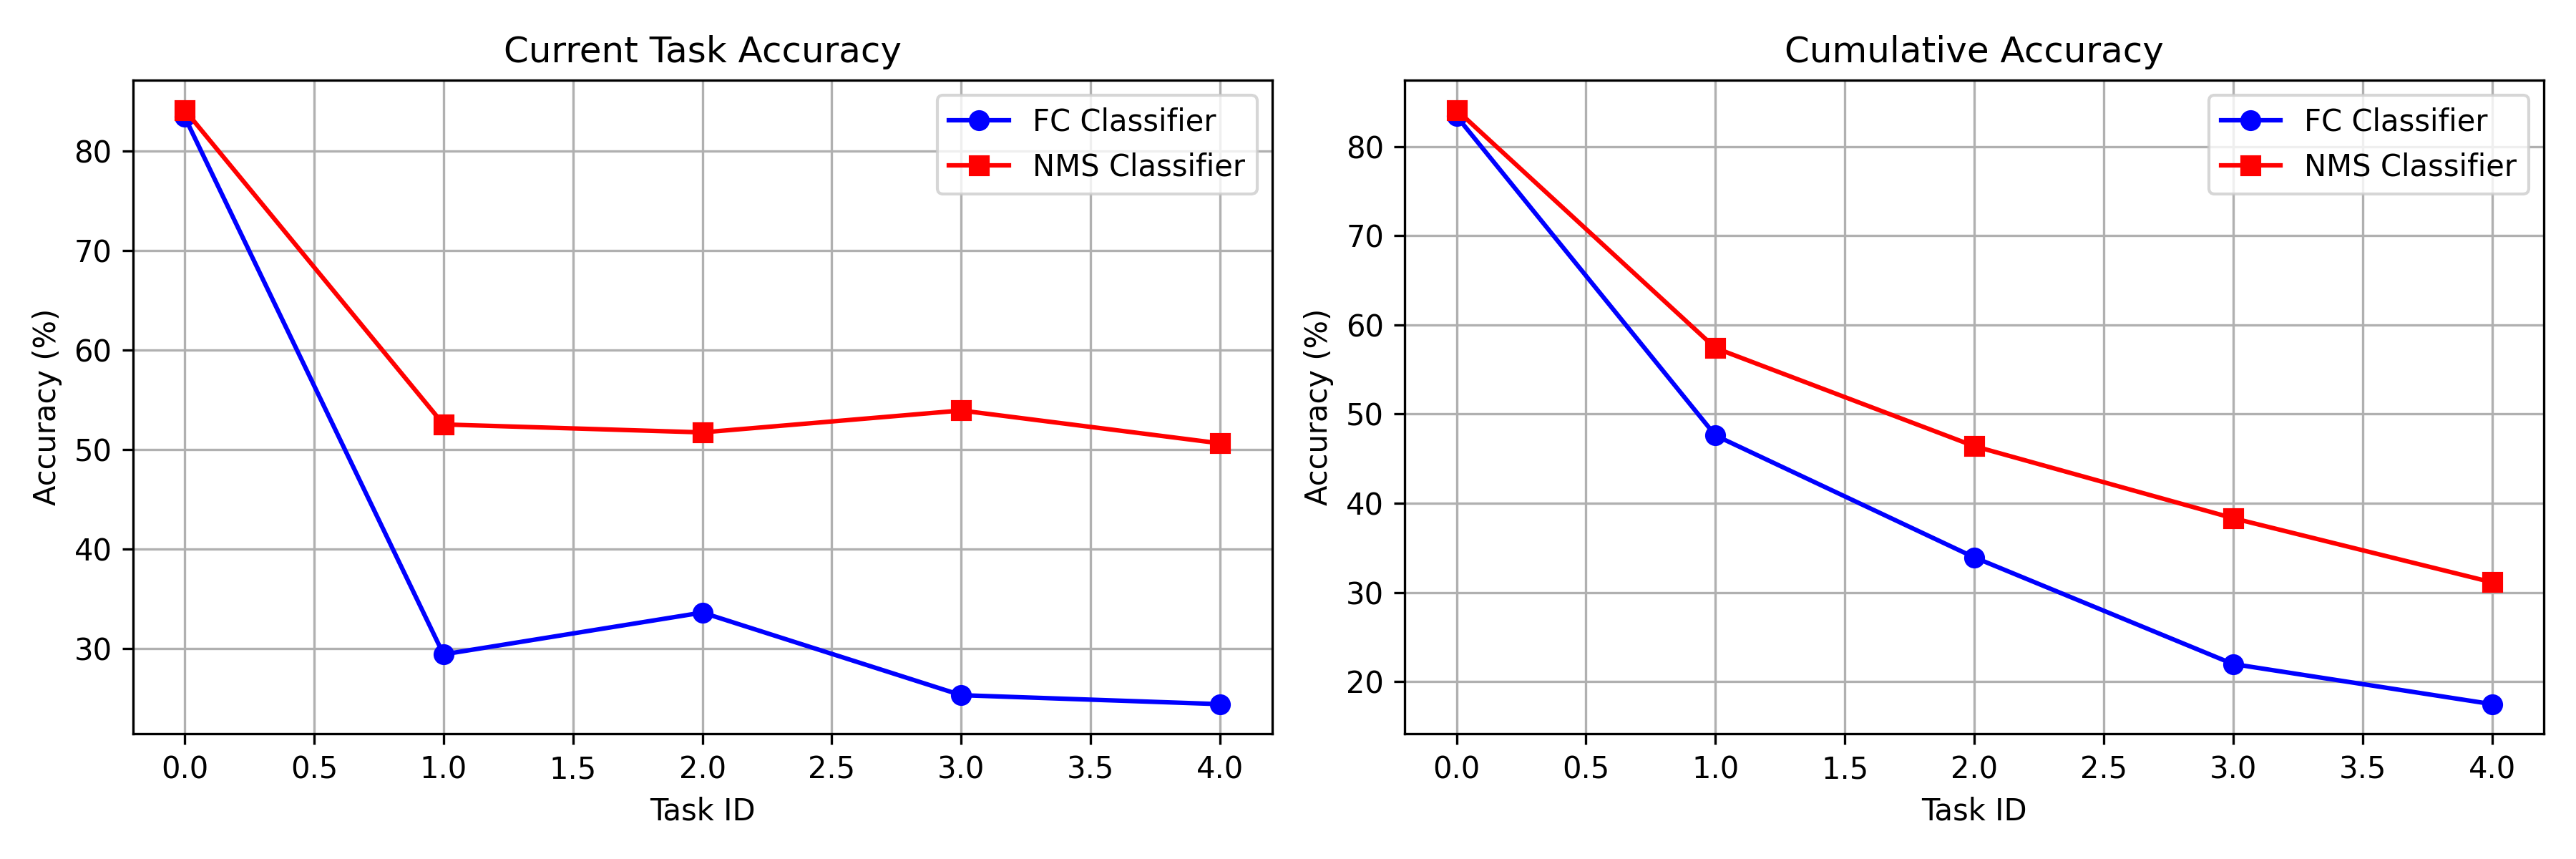 Current Task Accuracy
FC Classifier
NMS Classifier
80
70
60
50
40
30
Accuracy (%)
0.0 0.5 1.0 1.5 2.0 2.5 3.0 3.5 4.0
Task ID
Cumulative Accuracy
FC Classifier
NMS Classifier
80
70
60
50
40
30
20
Accuracy (%)
0.0 0.5 1.0 1.5 2.0 2.5 3.0 3.5 4.0
Task ID